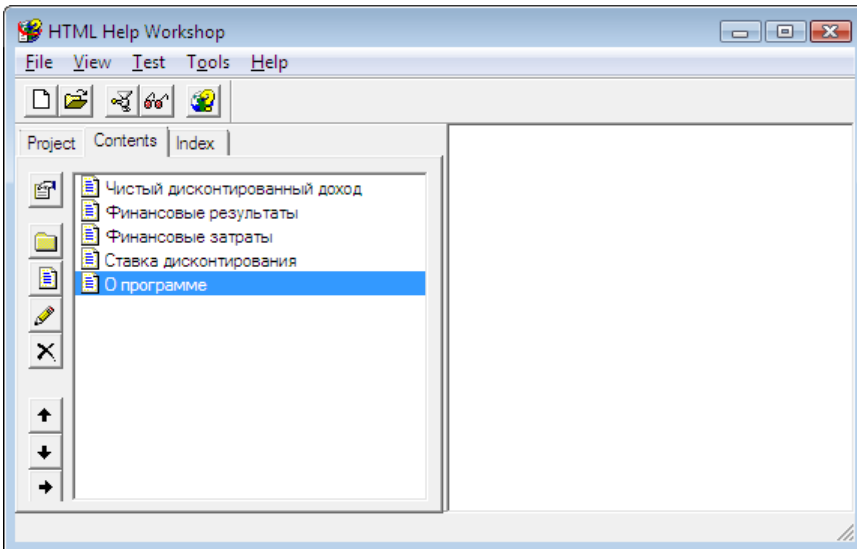 HTML Help Workshop
File View Test Tools Help
Project Contents Index
Чистый дисконтированный доход
Финансовые результаты
Финансовые затраты
Ставка дисконтирования
О программе